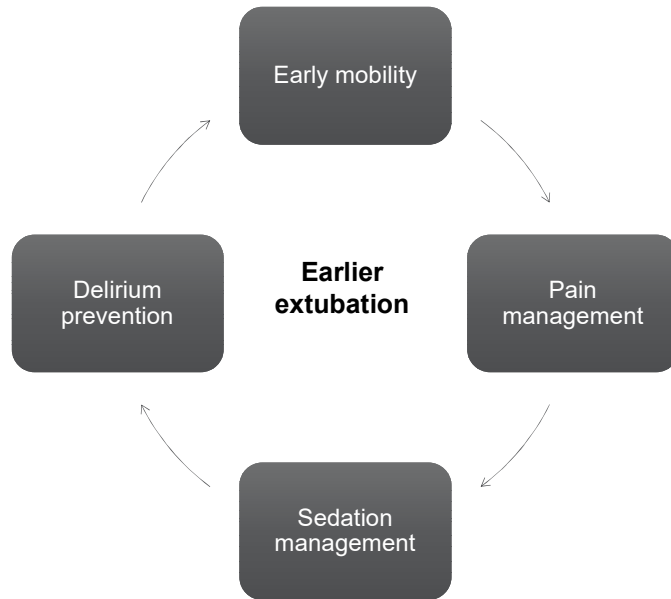 Early mobility
Delirium
prevention
Earlier
extubation
Pain
management
Sedation
management